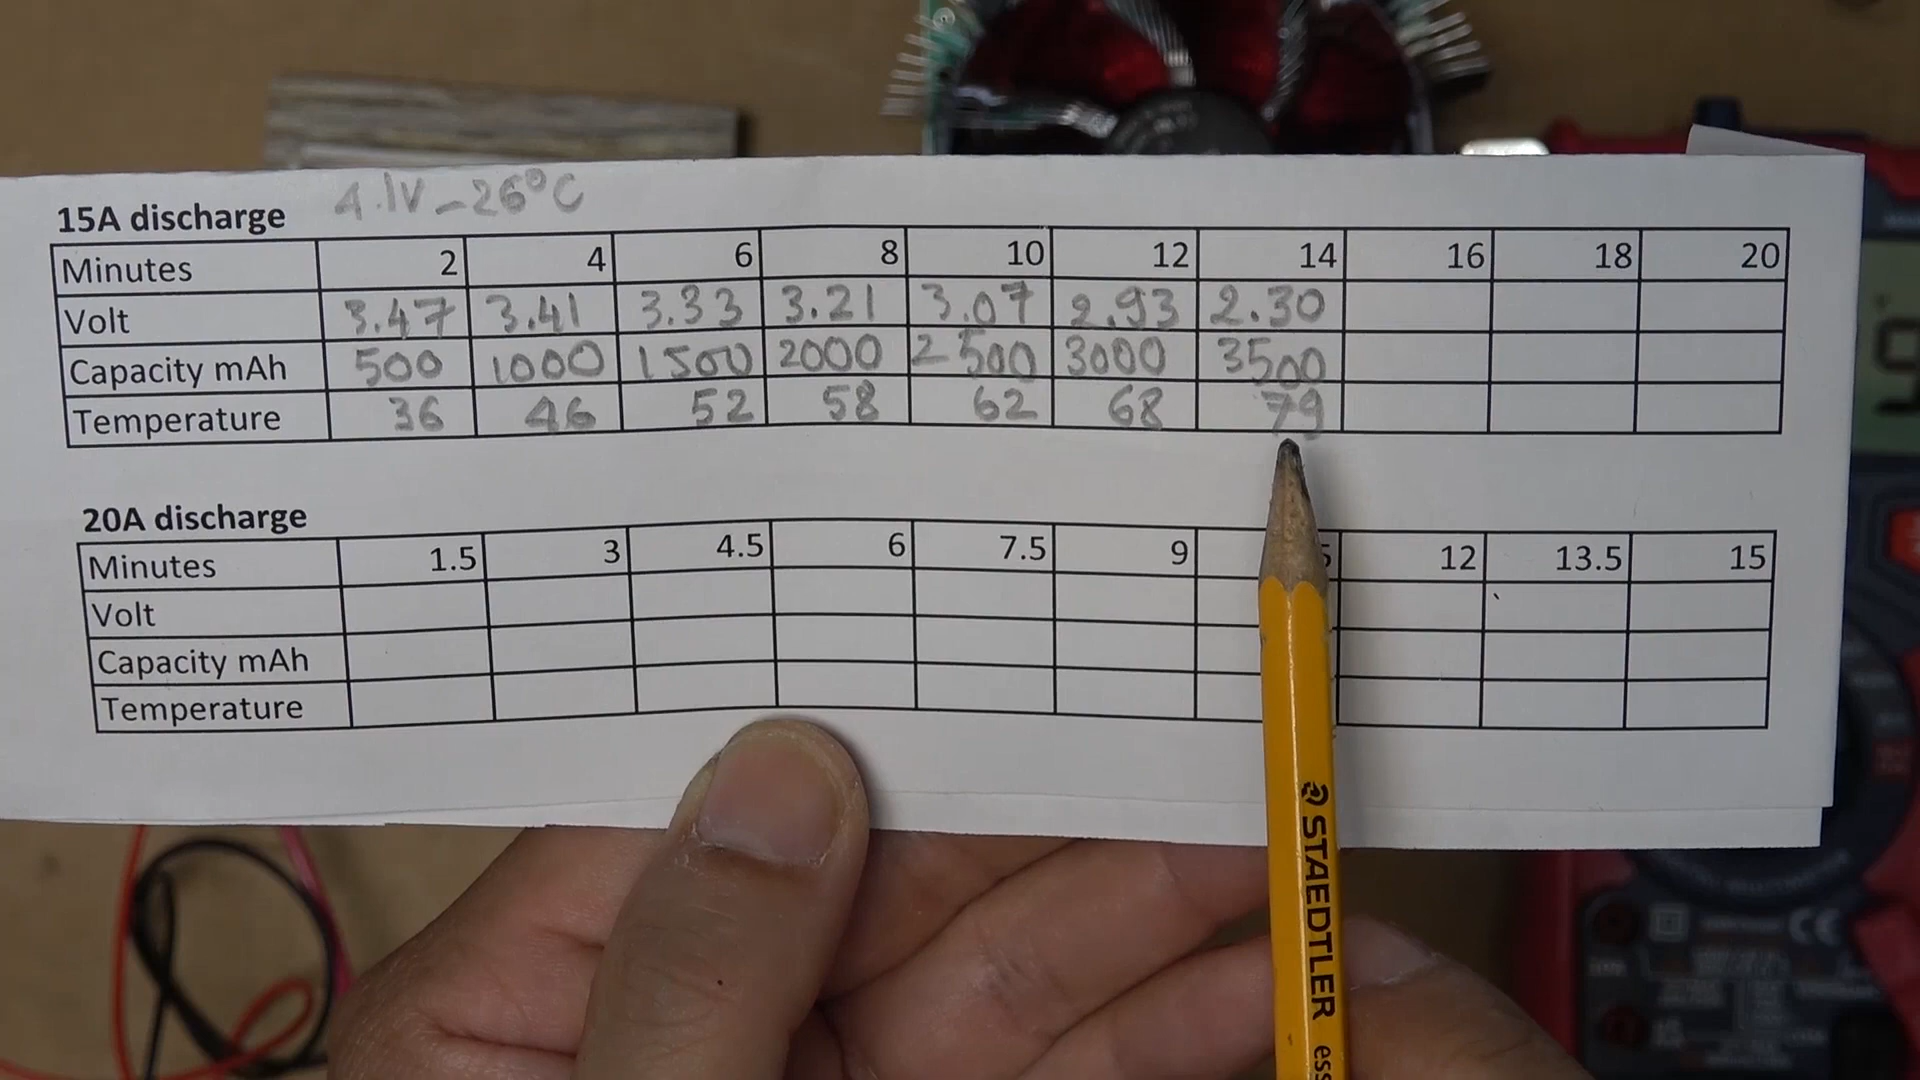 4.1V-26°C
15A discharge
Minutes 2 4 6 8 10 12 14 16 18 20
Volt 3.47 3.41 3.33 3.21 3.07 2.93 2.30
Capacity mAh 500 1000 1500 2000 2500 3000 3500
Temperature 36 46 52 58 62 68 79
20A discharge
Minutes 1.5 3 4.5 6 7.5 9 5 12 13.5 15
Volt
Capacity mAh
Temperature
STAEDTLER ess
CE